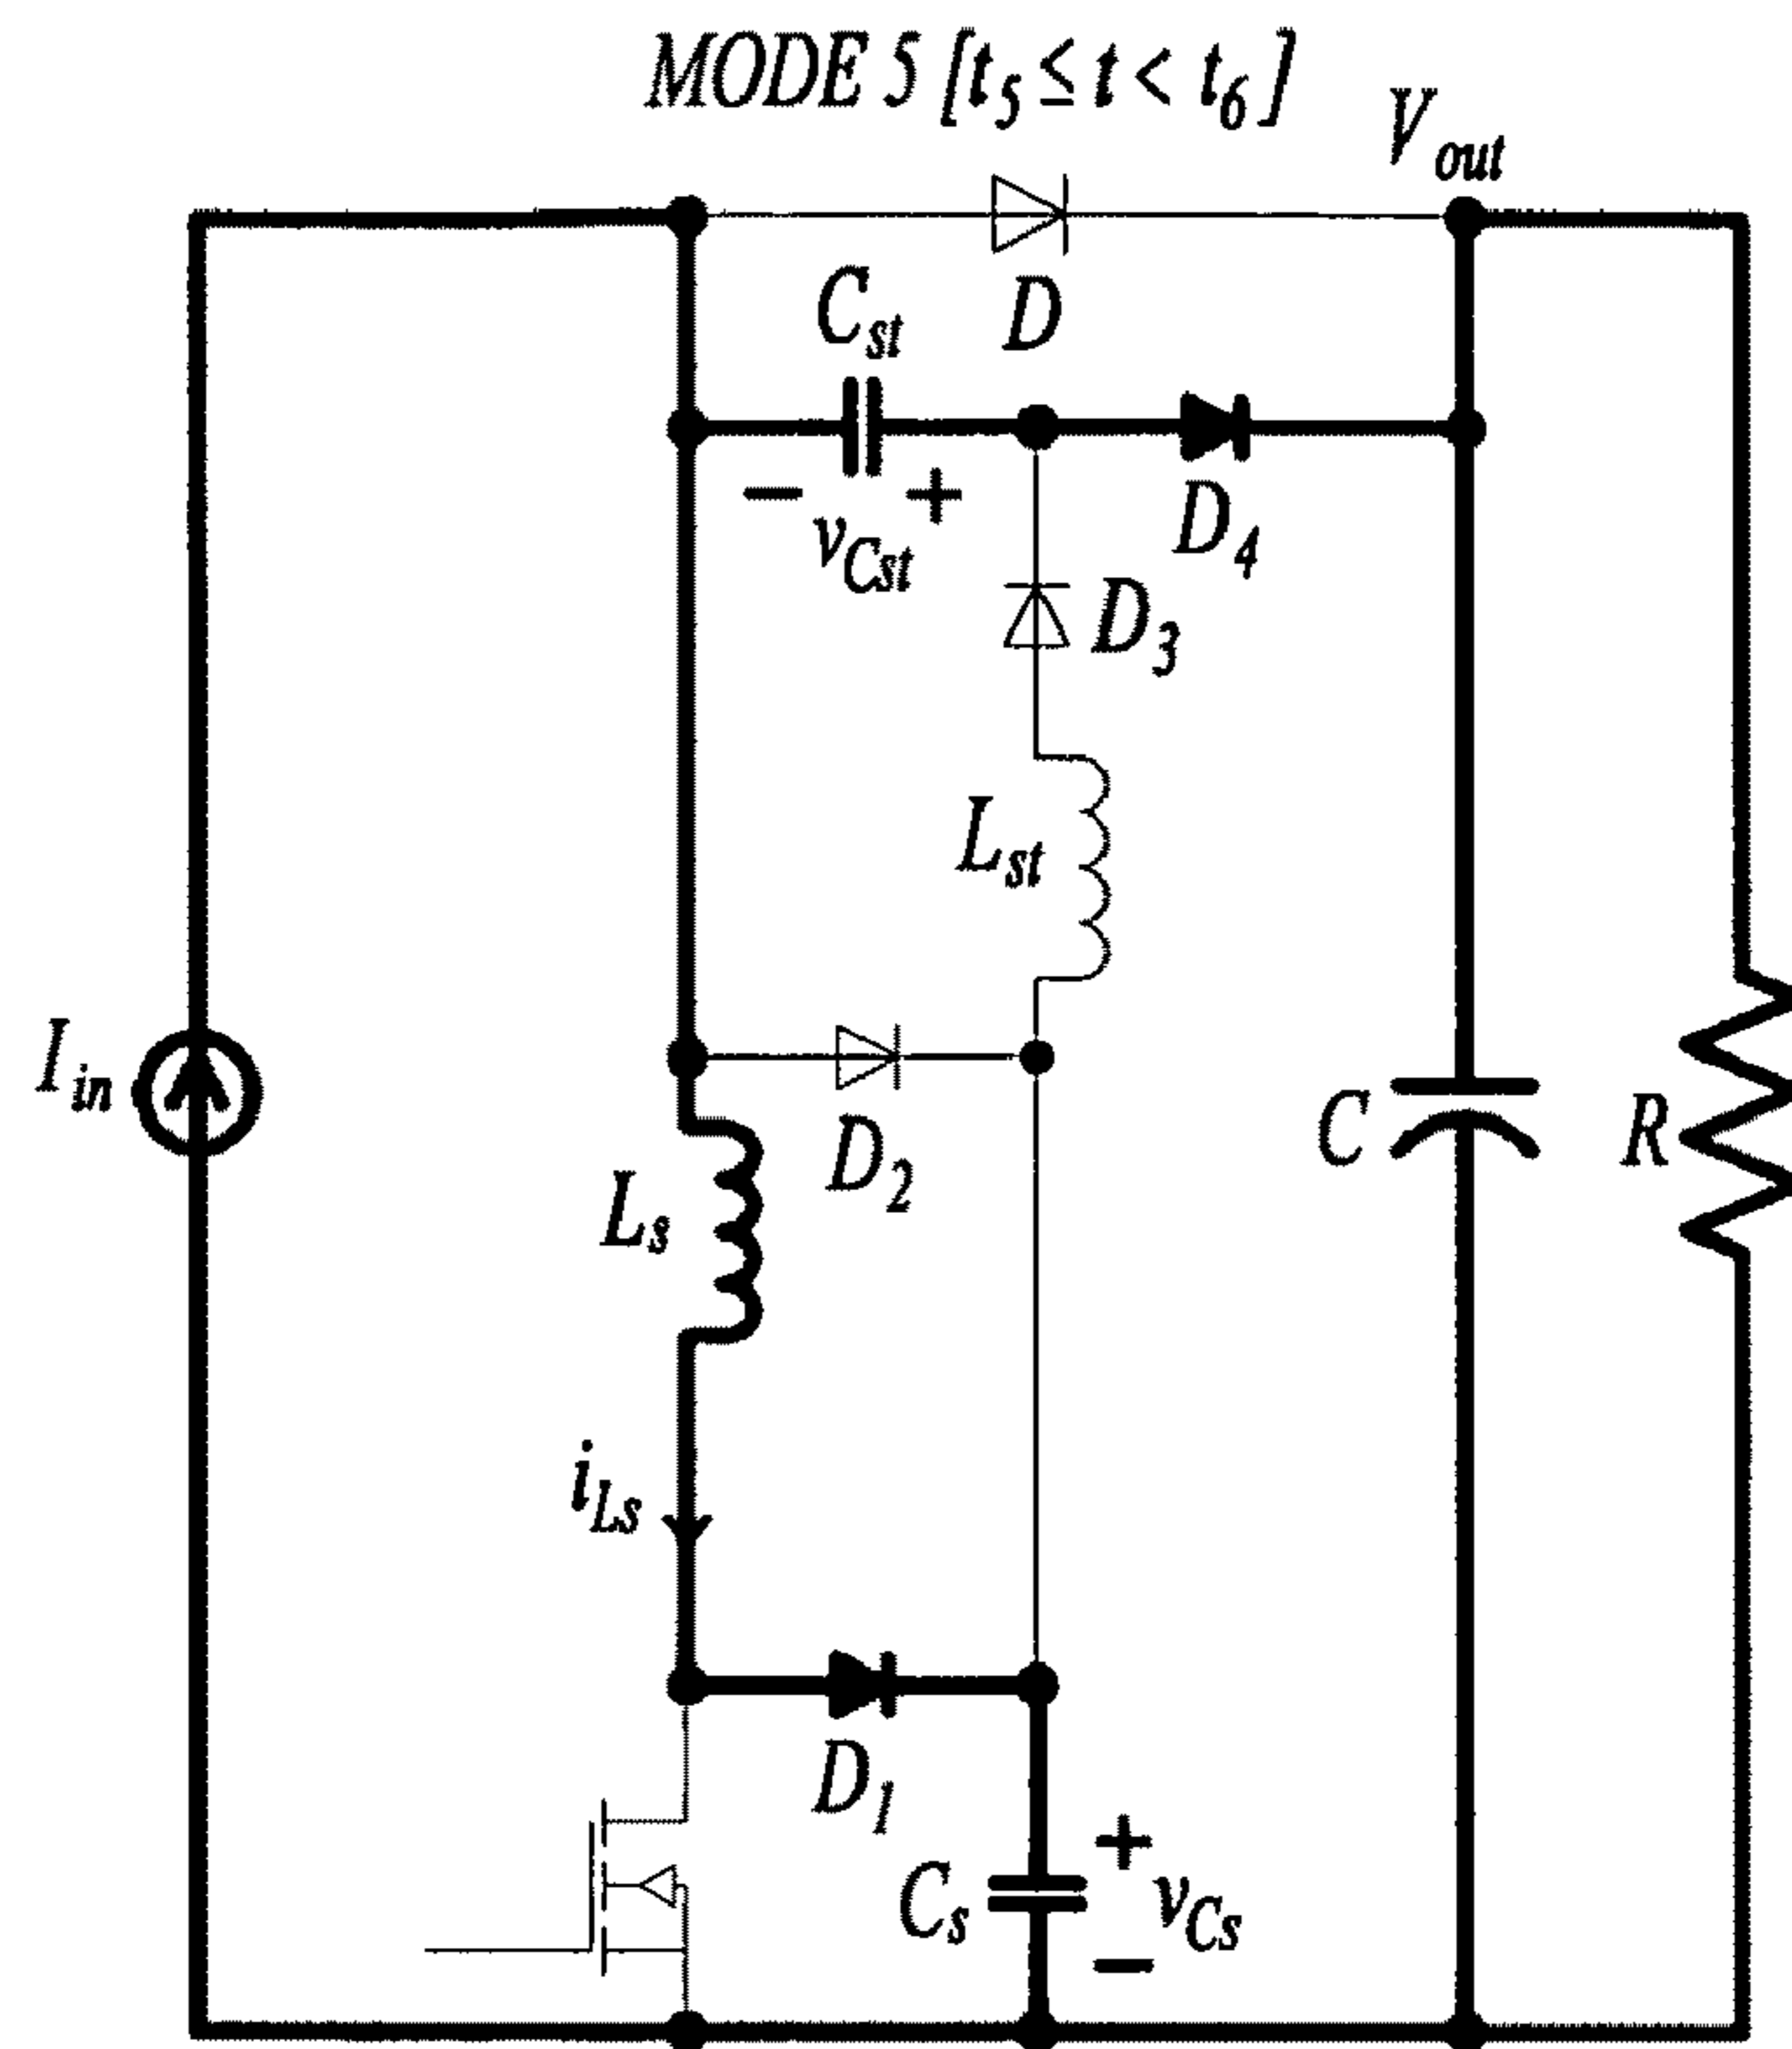 MODE 5 [t5 ≤ t < t6]
Vout
Cst
D
− +
vCst
D4
D3
Lst
Iin
D2
C
R
Ls
iLs
D1
+
Cs
vCs
−